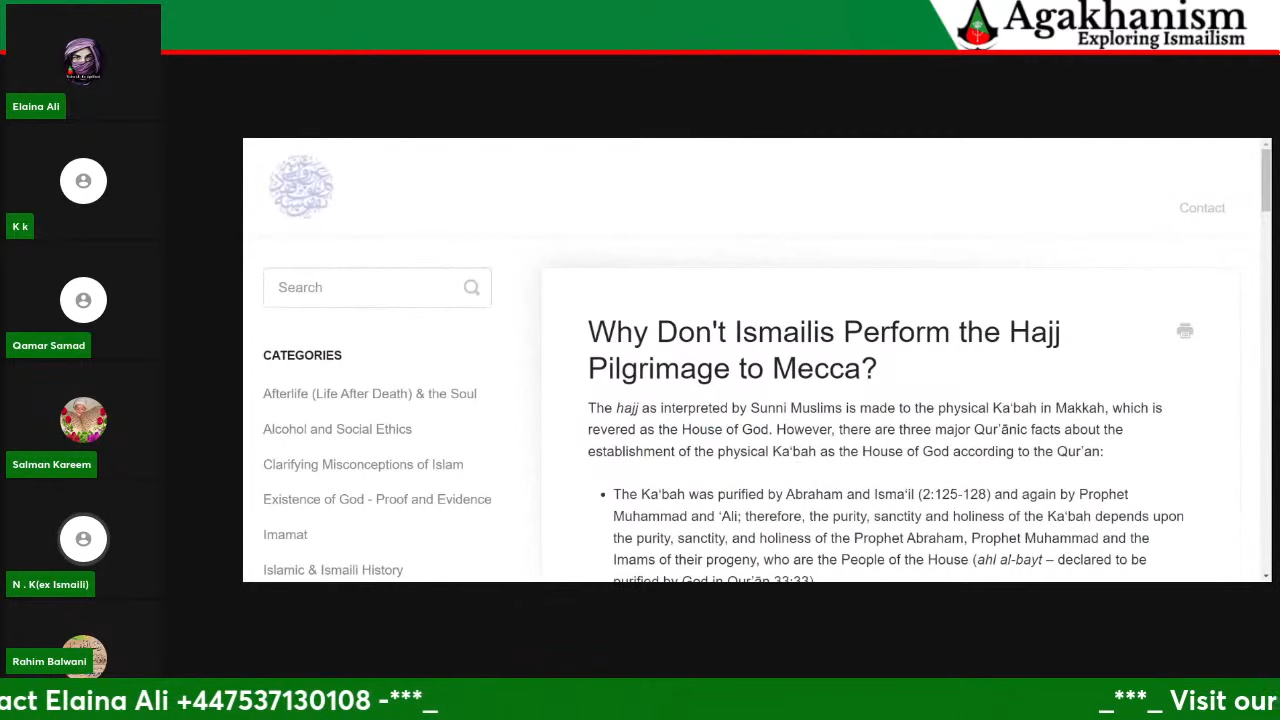 Agakhanism
Exploring Ismailism
Elaina Ali
K k
Qamar Samad
Salman Kareem
N . K(ex Ismaili)
Rahim Balwani
Contact
Search
CATEGORIES
Afterlife (Life After Death) & the Soul
Alcohol and Social Ethics
Clarifying Misconceptions of Islam
Existence of God - Proof and Evidence
Imamat
Islamic & Ismaili History
Why Don't Ismailis Perform the Hajj
Pilgrimage to Mecca?
The hajj as interpreted by Sunni Muslims is made to the physical Ka‘bah in Makkah, which is
revered as the House of God. However, there are three major Qur’ānic facts about the
establishment of the physical Ka‘bah as the House of God according to the Qur’an:
• The Ka‘bah was purified by Abraham and Isma‘il (2:125-128) and again by Prophet
Muhammad and ‘Ali; therefore, the purity, sanctity and holiness of the Ka‘bah depends upon
the purity, sanctity, and holiness of the Prophet Abraham, Prophet Muhammad and the
Imams of their progeny, who are the People of the House (ahl al-bayt – declared to be
purified by God in Qur’ān 33:33)
act Elaina Ali +447537130108 -***_
_***_ Visit our